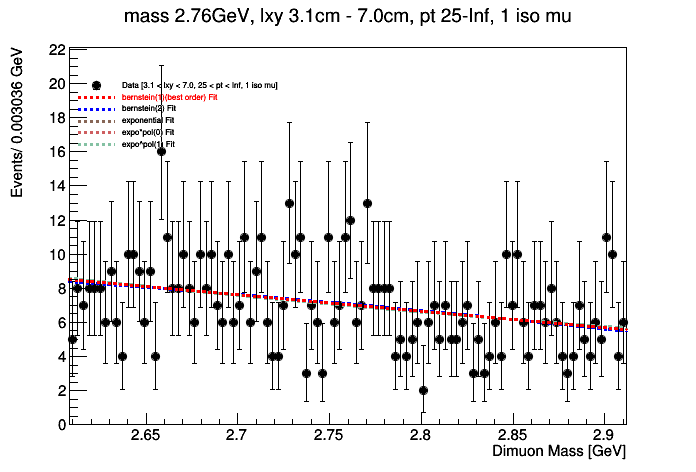 mass 2.76GeV, lxy 3.1cm - 7.0cm, pt 25-Inf, 1 iso mu
Events/ 0.003036 GeV
22
20
18
16
14
12
10
8
6
4
2
0
Data [3.1 < lxy < 7.0, 25 < pt < Inf, 1 iso mu]
bernstein(1)(best order) Fit
bernstein(2) Fit
exponential Fit
expo*pol(0) Fit
expo*pol(1) Fit
2.65 2.7 2.75 2.8 2.85 2.9
Dimuon Mass [GeV]